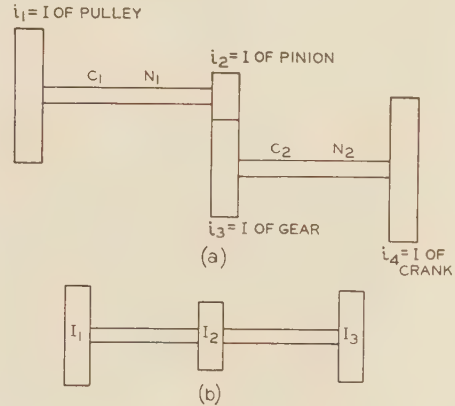 i₁ = I OF PULLEY
i₂ = I OF PINION
C₁ N₁
C₂ N₂
i₃ = I OF GEAR
i₄ = I OF CRANK
(a)
I₁ I₂ I₃
(b)